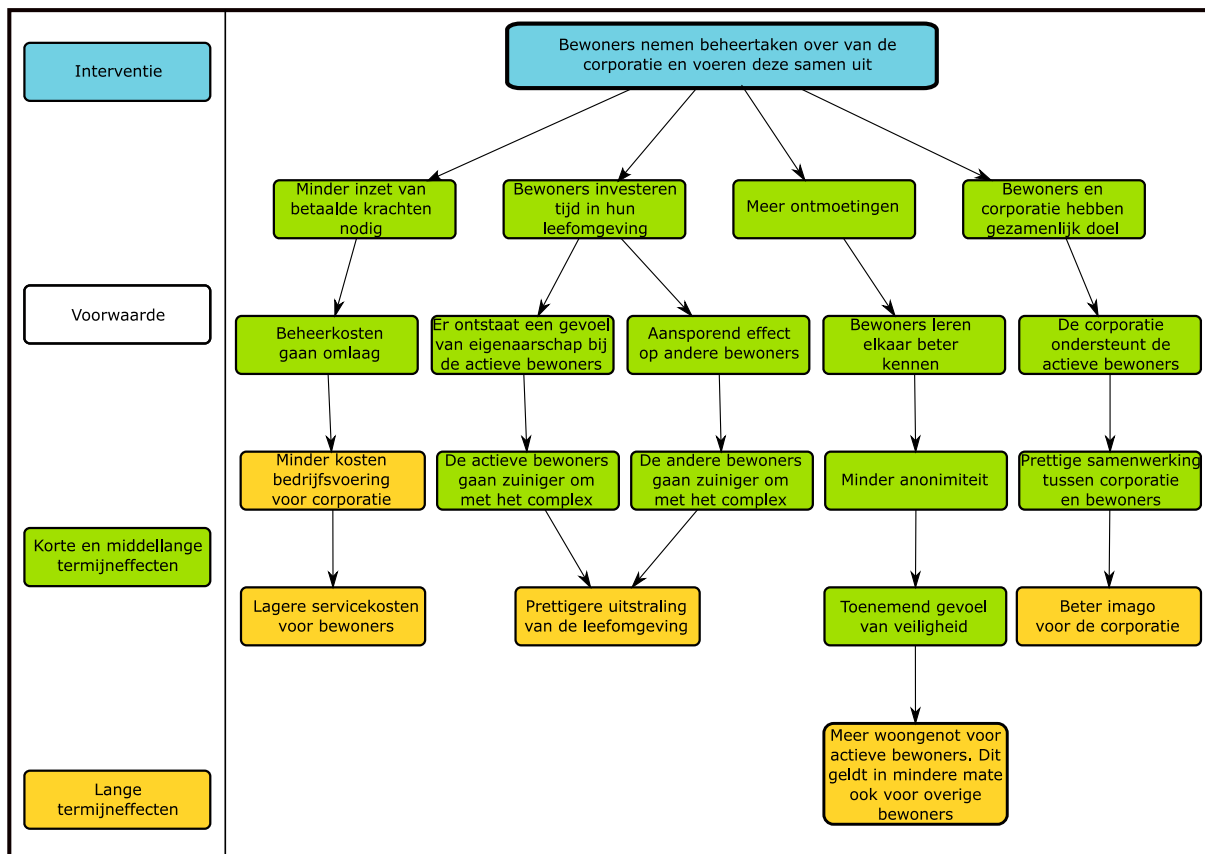 Interventie
Voorwaarde
Korte en middellange
termijneffecten
Lange
termijneffecten
Bewoners nemen beheertaken over van de
corporatie en voeren deze samen uit
Minder inzet van
betaalde krachten
nodig
Bewoners investeren
tijd in hun
leefomgeving
Meer ontmoetingen
Bewoners en
corporatie hebben
gezamenlijk doel
Beheerkosten
gaan omlaag
Er ontstaat een gevoel
van eigenaarschap bij
de actieve bewoners
Aansporend effect
op andere bewoners
Bewoners leren
elkaar beter
kennen
De corporatie
ondersteunt de
actieve bewoners
Minder kosten
bedrijfsvoering
voor corporatie
De actieve bewoners
gaan zuiniger om
met het complex
De andere bewoners
gaan zuiniger om
met het complex
Minder anonimiteit
Prettige samenwerking
tussen corporatie
en bewoners
Lagere servicekosten
voor bewoners
Prettigere uitstraling
van de leefomgeving
Toenemend gevoel
van veiligheid
Beter imago
voor de corporatie
Meer woongenot voor
actieve bewoners. Dit
geldt in mindere mate
ook voor overige
bewoners